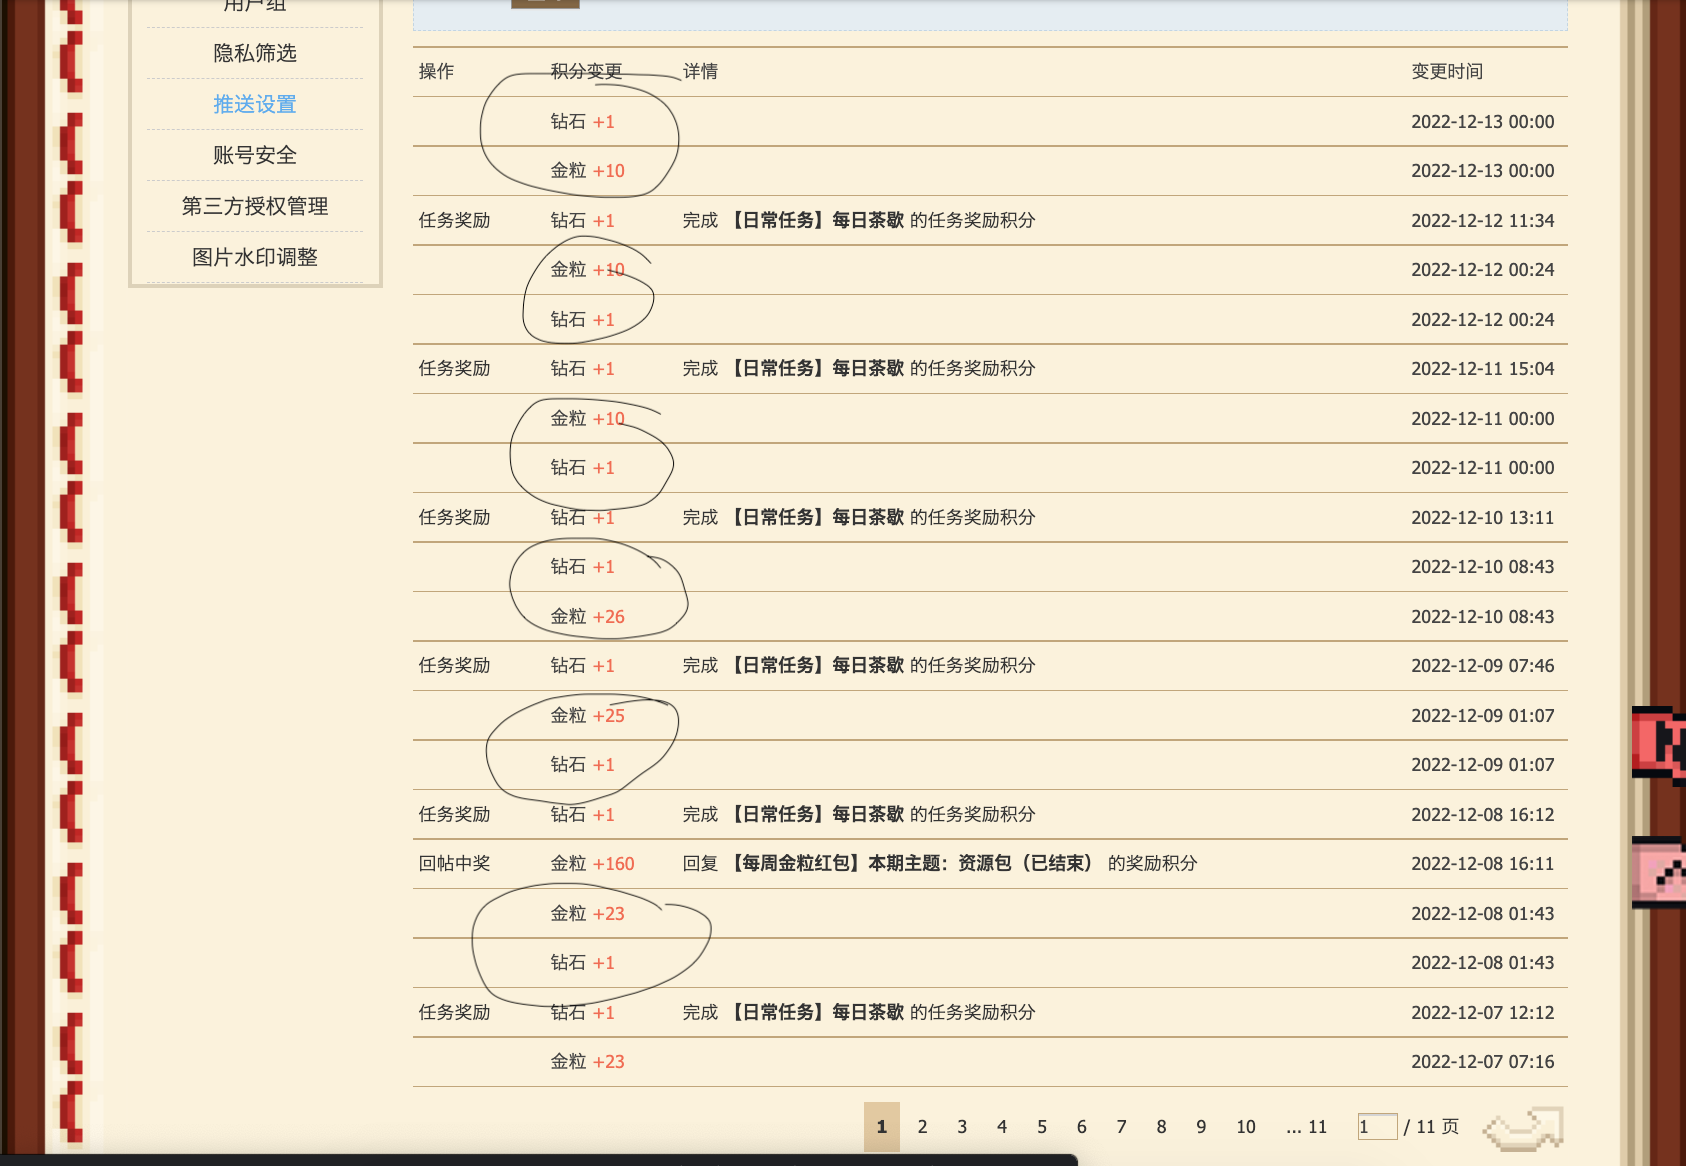 用户组
隐私筛选
推送设置
账号安全
第三方授权管理
图片水印调整
操作 积分变更 详情 变更时间
钻石 +1 2022-12-13 00:00
金粒 +10 2022-12-13 00:00
任务奖励 钻石 +1 完成 【日常任务】每日茶歇 的任务奖励积分 2022-12-12 11:34
金粒 +10 2022-12-12 00:24
钻石 +1 2022-12-12 00:24
任务奖励 钻石 +1 完成 【日常任务】每日茶歇 的任务奖励积分 2022-12-11 15:04
金粒 +10 2022-12-11 00:00
钻石 +1 2022-12-11 00:00
任务奖励 钻石 +1 完成 【日常任务】每日茶歇 的任务奖励积分 2022-12-10 13:11
钻石 +1 2022-12-10 08:43
金粒 +26 2022-12-10 08:43
任务奖励 钻石 +1 完成 【日常任务】每日茶歇 的任务奖励积分 2022-12-09 07:46
金粒 +25 2022-12-09 01:07
钻石 +1 2022-12-09 01:07
任务奖励 钻石 +1 完成 【日常任务】每日茶歇 的任务奖励积分 2022-12-08 16:12
回帖中奖 金粒 +160 回复 【每周金粒红包】本期主题：资源包（已结束） 的奖励积分 2022-12-08 16:11
金粒 +23 2022-12-08 01:43
钻石 +1 2022-12-08 01:43
任务奖励 钻石 +1 完成 【日常任务】每日茶歇 的任务奖励积分 2022-12-07 12:12
金粒 +23 2022-12-07 07:16
1 2 3 4 5 6 7 8 9 10 ... 11 1 / 11 页